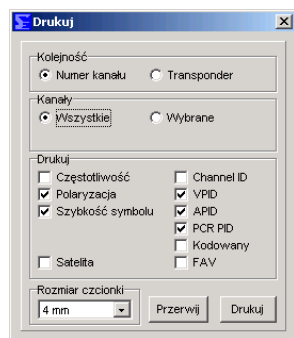 Drukuj
Kolejność
Numer kanału Transponder
Kanały
Wszystkie Wybrane
Drukuj
Częstotliwość Channel ID
Polaryzacja VPID
Szybkość symbolu APID
PCR PID
Kodowany
Satelita FAV
Rozmiar czcionki
4 mm Przerwij Drukuj